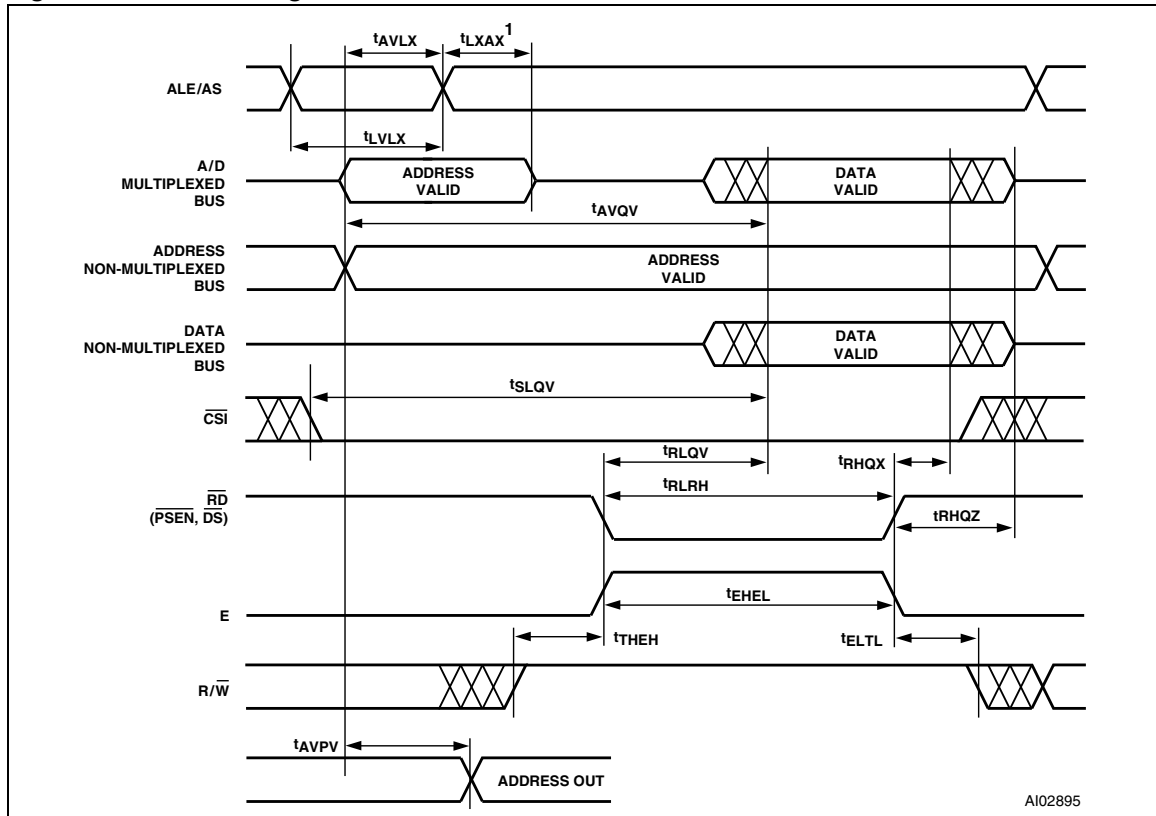 tAVLX
tLXAX 1
ALE/AS
tLVLX
A/D
MULTIPLEXED
BUS
ADDRESS
VALID
DATA
VALID
tAVQV
ADDRESS
NON-MULTIPLEXED
BUS
ADDRESS
VALID
DATA
NON-MULTIPLEXED
BUS
DATA
VALID
tSLQV
CSI
tRLQV
tRHQX
tRLRH
RD
(PSEN, DS)
tRHQZ
tEHEL
E
tTHEH
tELTL
R/W
tAVPV
ADDRESS OUT
AI02895